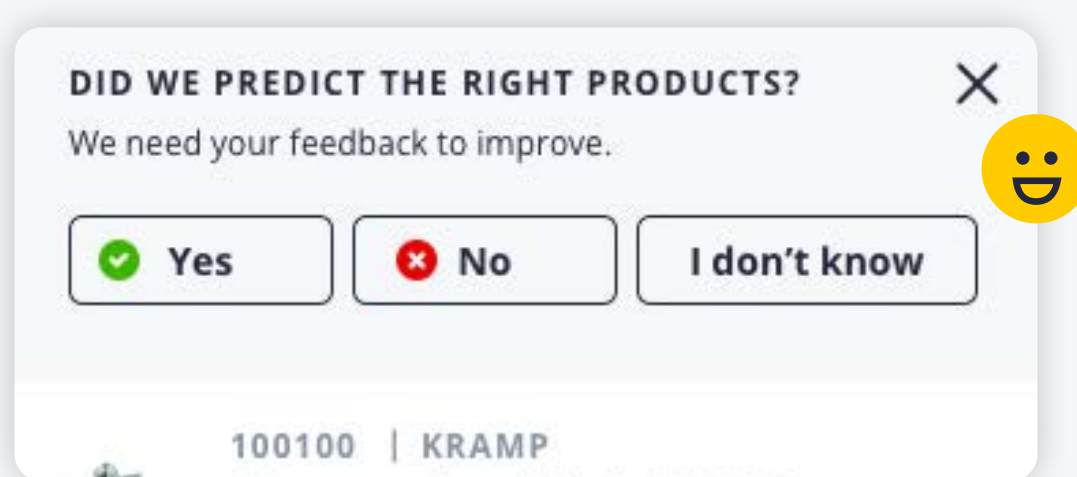 DID WE PREDICT THE RIGHT PRODUCTS?
We need your feedback to improve.
Yes No I don't know
100100 | KRAMP